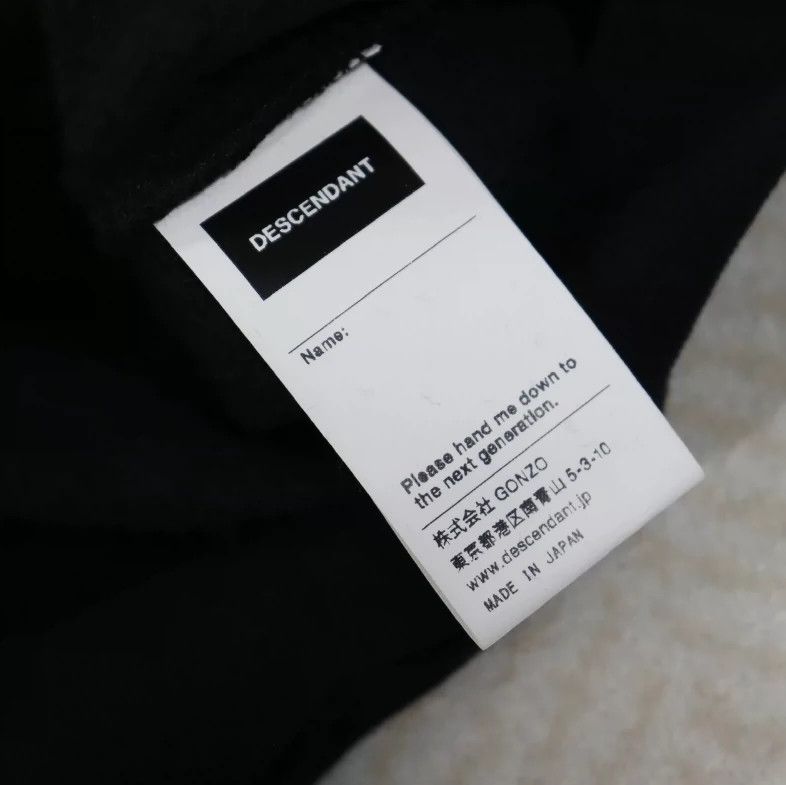 DESCENDANT
Name:
Please hand me down to
the next generation.
株式会社 GONZO
東京都港区南青山 5-3-10
www.descendant.jp
MADE IN JAPAN